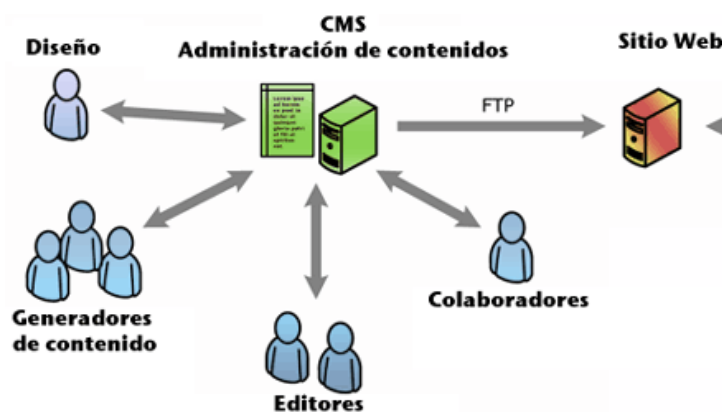 CMS
Diseño
Administración de contenidos
Sitio Web
FTP
Colaboradores
Generadores
de contenido
Editores